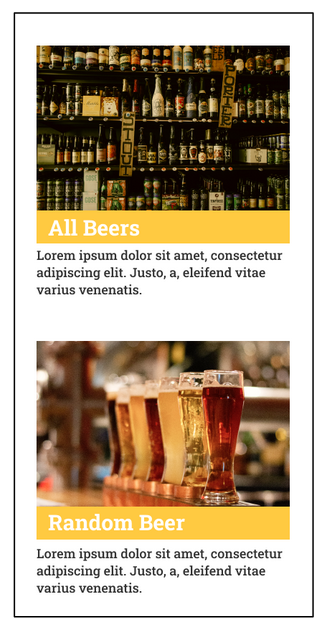 All Beers
Lorem ipsum dolor sit amet, consectetur
adipiscing elit. Justo, a, eleifend vitae
varius venenatis.
Random Beer
Lorem ipsum dolor sit amet, consectetur
adipiscing elit. Justo, a, eleifend vitae
varius venenatis.